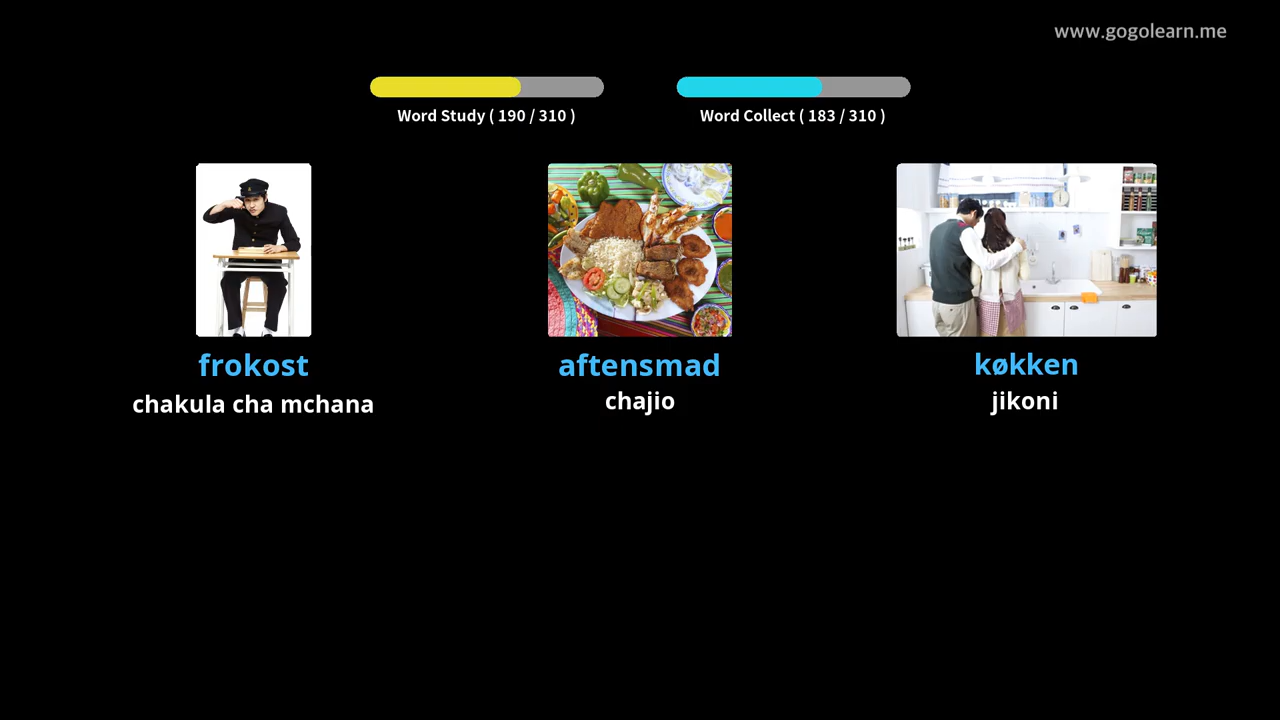 www.gogolearn.me
Word Study ( 190 / 310 )
Word Collect ( 183 / 310 )
frokost
aftensmad
køkken
chakula cha mchana
chajio
jikoni